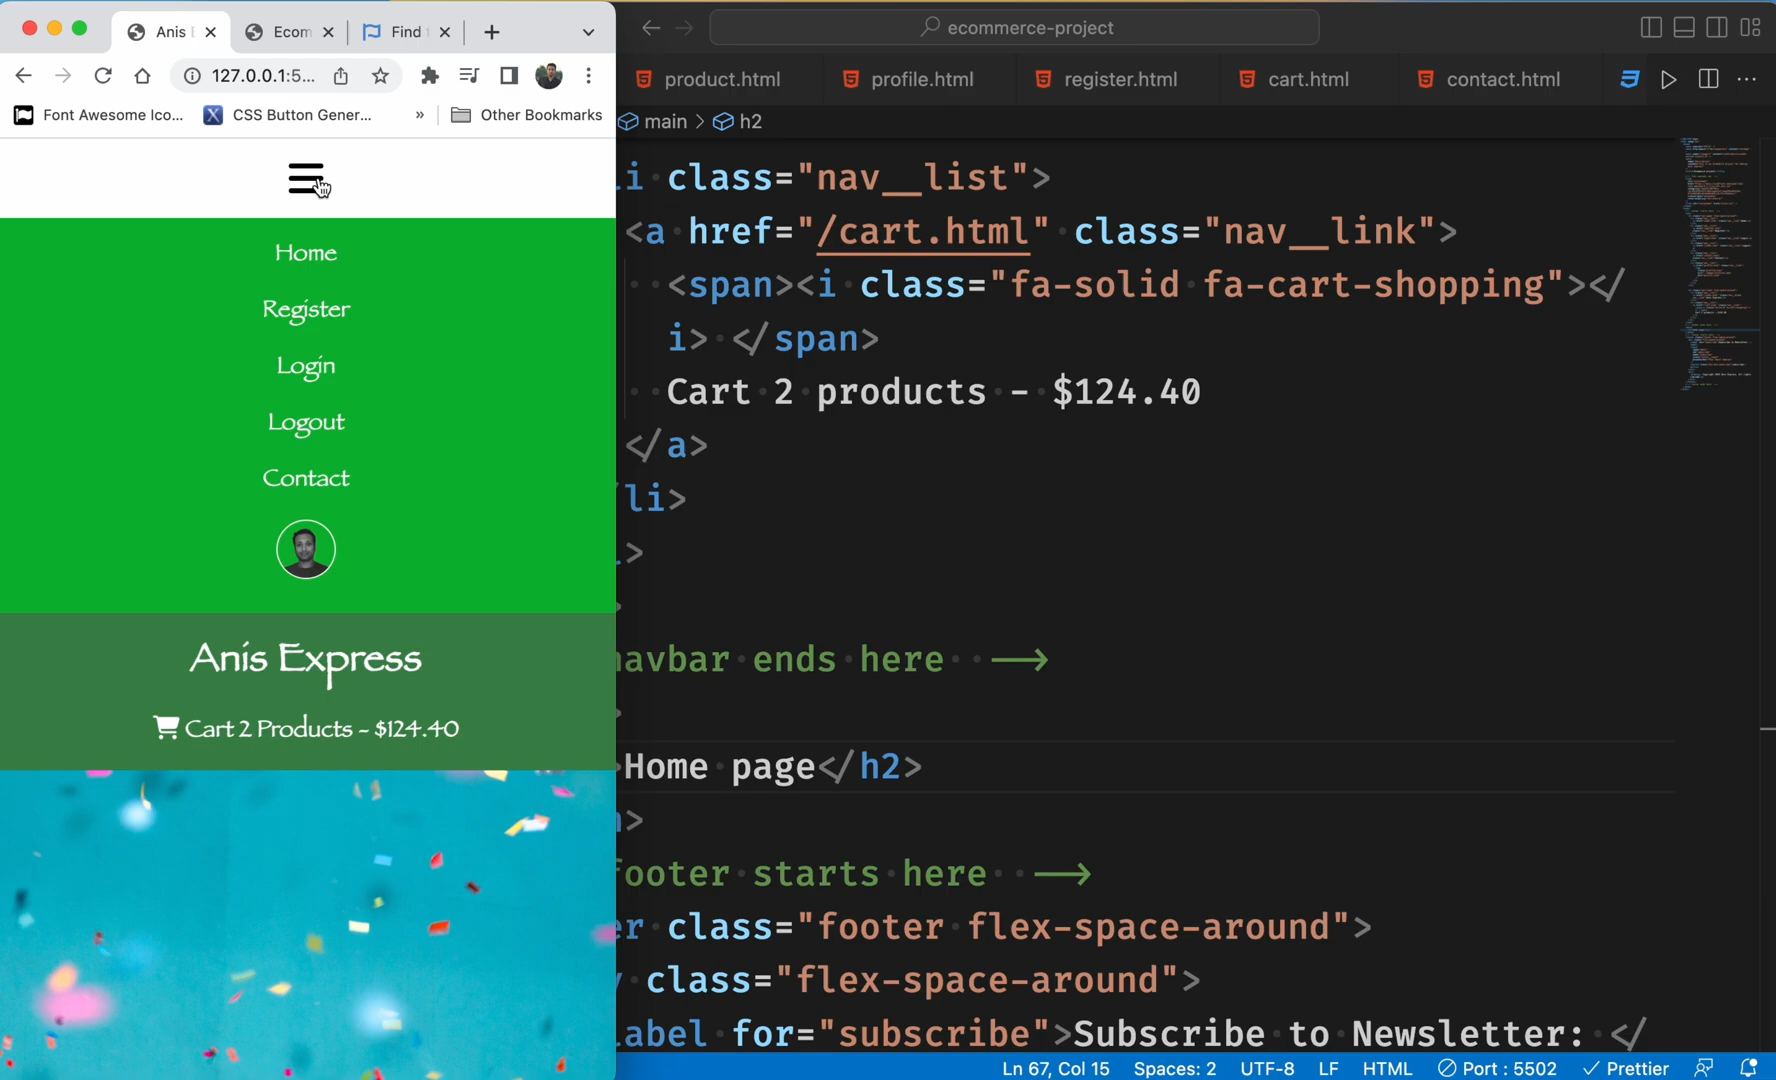 Anis
Ecom
Find
127.0.0.1:5...
Font Awesome Ico...
CSS Button Gener...
»
Other Bookmarks
Home
Register
Login
Logout
Contact
Anis Express
Cart 2 Products - $124.40
ecommerce-project
product.html
profile.html
register.html
cart.html
contact.html
main > h2
li class="nav__list">
<a href="/cart.html" class="nav__link">
<span><i class="fa-solid fa-cart-shopping"></
i> </span>
Cart 2 products - $124.40
</a>
li>
>
navbar ends here -->
Home page</h2>
>
footer starts here -->
er class="footer flex-space-around">
class="flex-space-around">
label for="subscribe">Subscribe to Newsletter: </
Ln 67, Col 15
Spaces: 2
UTF-8
LF
HTML
Port : 5502
Prettier